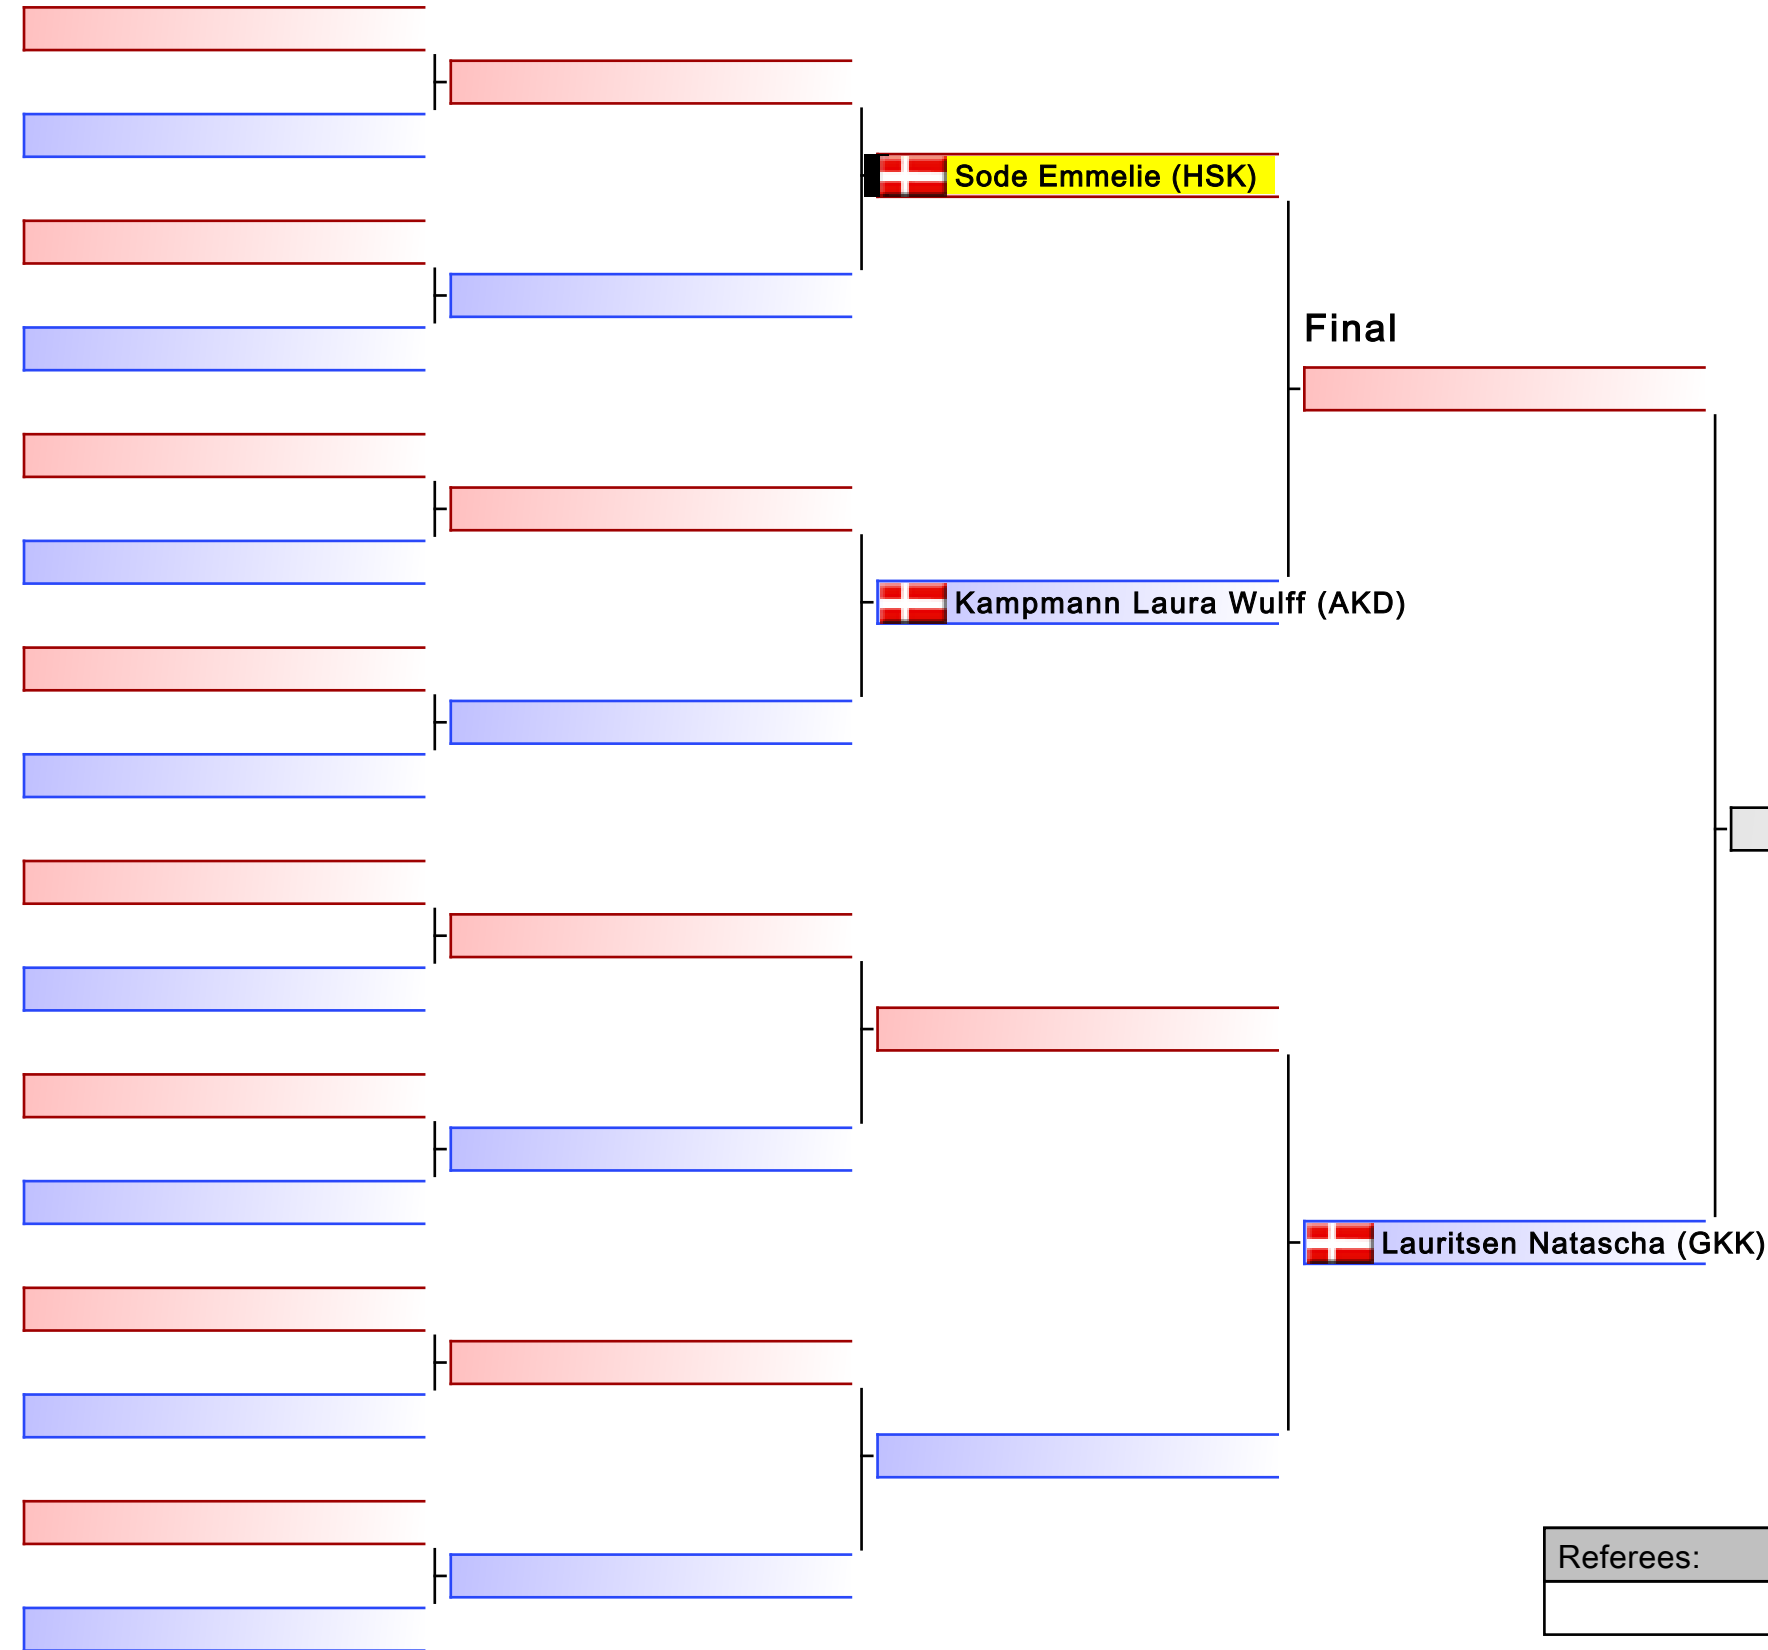 Sode Emmelie (HSK)
Final
Kampmann Laura Wulff (AKD)
Lauritsen Natascha (GKK)
Referees: